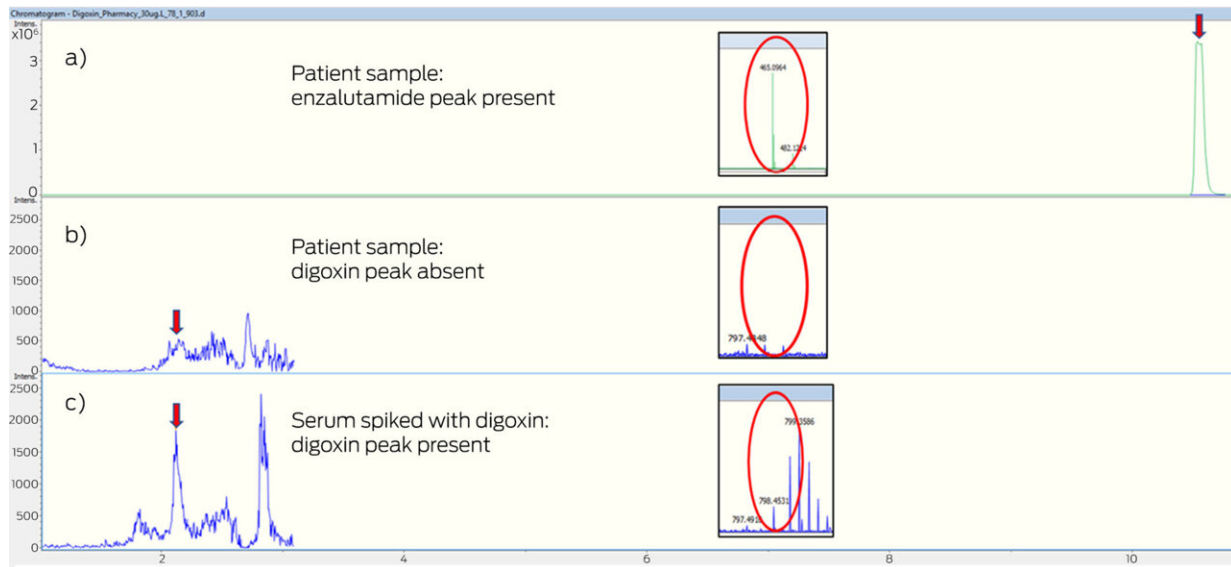 Chromatogram - Digoxin_Pharmacy_30ug.L_78_1_903.d
Intens.
x10⁶
3
2
1
0
a)
Patient sample:
enzalutamide peak present
465.0964
Intens.
2500
2000
1500
1000
500
0
b)
Patient sample:
digoxin peak absent
Intens.
2500
2000
1500
1000
500
0
c)
Serum spiked with digoxin:
digoxin peak present
798.4531
2
4
6
8
10